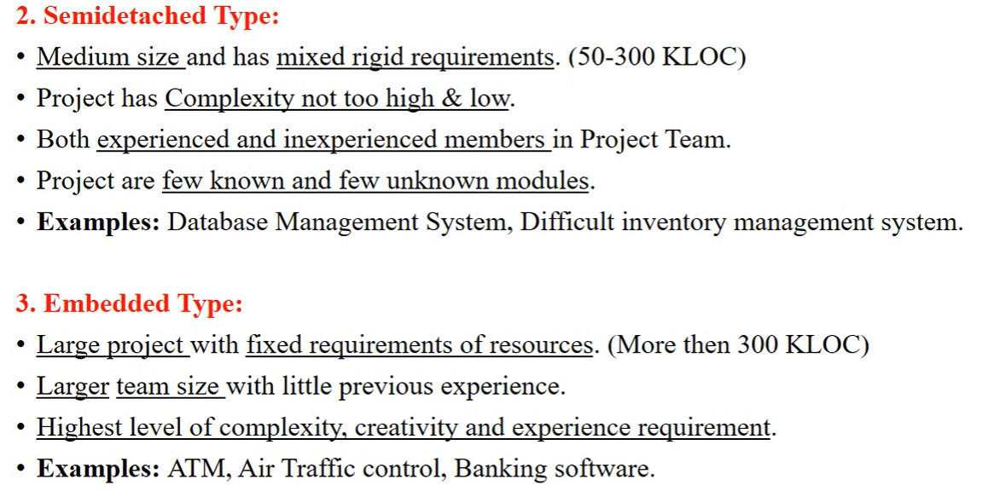 2. Semidetached Type:
• Medium size and has mixed rigid requirements. (50-300 KLOC)
• Project has Complexity not too high & low.
• Both experienced and inexperienced members in Project Team.
• Project are few known and few unknown modules.
• Examples: Database Management System, Difficult inventory management system.
3. Embedded Type:
• Large project with fixed requirements of resources. (More then 300 KLOC)
• Larger team size with little previous experience.
• Highest level of complexity, creativity and experience requirement.
• Examples: ATM, Air Traffic control, Banking software.